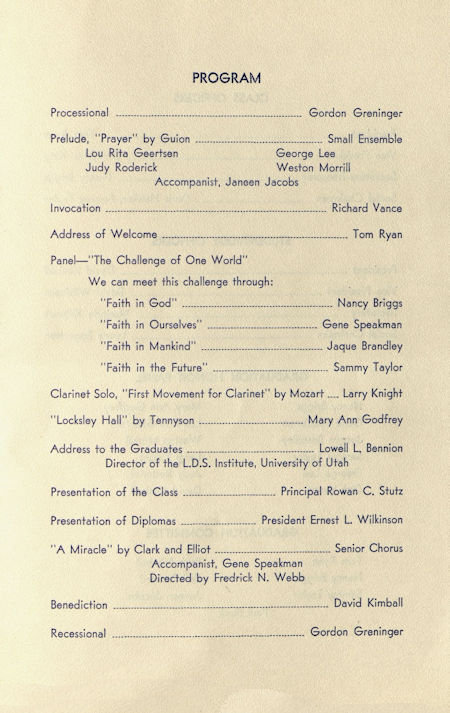 PROGRAM
Processional ........ Gordon Greninger
Prelude, "Prayer" by Guion ........ Small Ensemble
Lou Rita Geertsen George Lee
Judy Roderick Weston Morrill
Accompanist, Janeen Jacobs
Invocation ........ Richard Vance
Address of Welcome ........ Tom Ryan
Panel—"The Challenge of One World"
We can meet this challenge through:
"Faith in God" ........ Nancy Briggs
"Faith in Ourselves" ........ Gene Speakman
"Faith in Mankind" ........ Jaque Brandley
"Faith in the Future" ........ Sammy Taylor
Clarinet Solo, "First Movement for Clarinet" by Mozart .... Larry Knight
"Locksley Hall" by Tennyson ........ Mary Ann Godfrey
Address to the Graduates ........ Lowell L. Bennion
Director of the L.D.S. Institute, University of Utah
Presentation of the Class ........ Principal Rowan C. Stutz
Presentation of Diplomas ........ President Ernest L. Wilkinson
"A Miracle" by Clark and Elliot ........ Senior Chorus
Accompanist, Gene Speakman
Directed by Fredrick N. Webb
Benediction ........ David Kimball
Recessional ........ Gordon Greninger